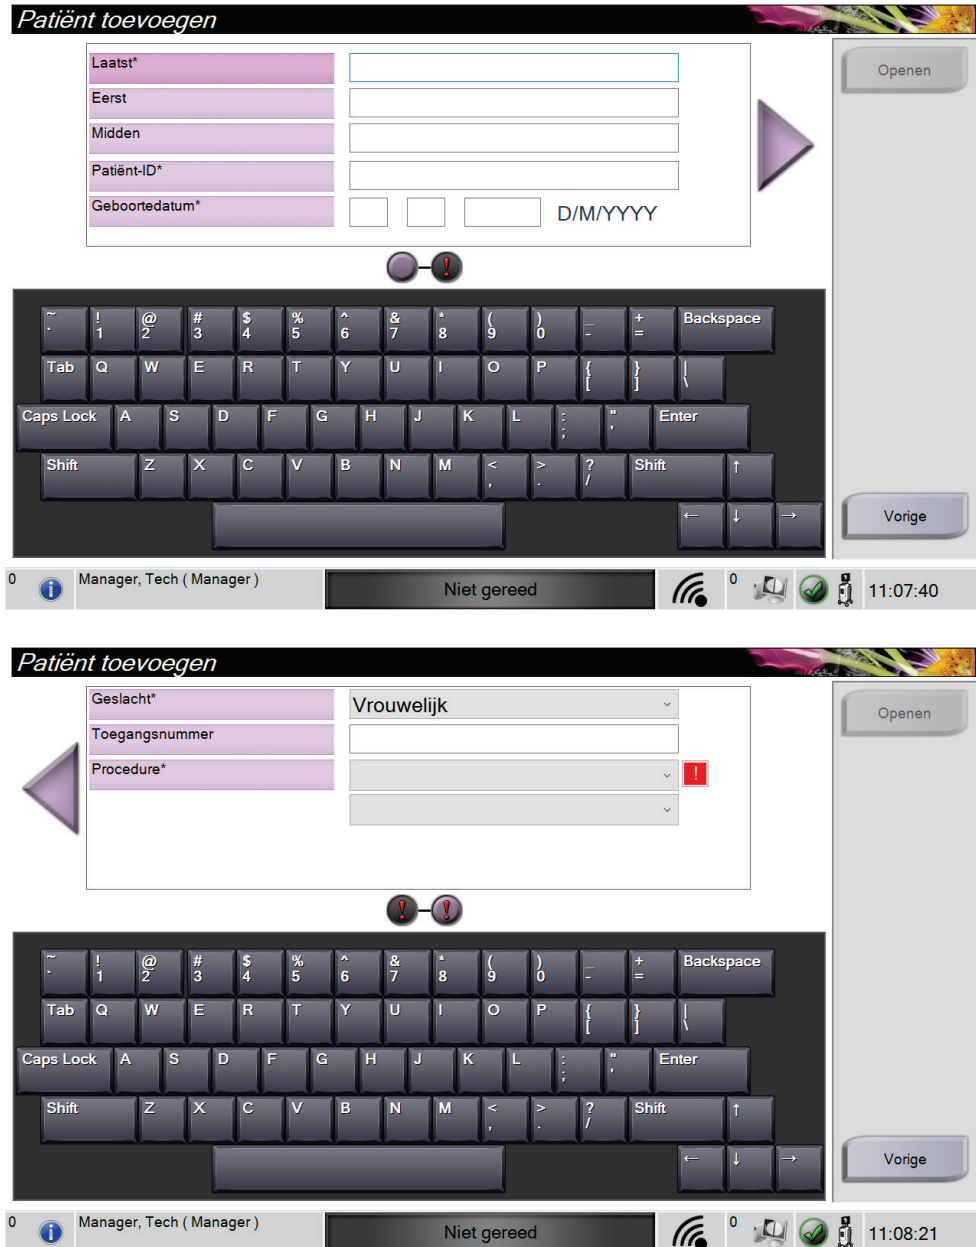 Patiënt toevoegen
Laatst*
Openen
Eerst
Midden
Patiënt-ID*
Geboortedatum* D/M/YYYY
~ ! @ # $ % ^ & * ( ) _ + Backspace
` 1 2 3 4 5 6 7 8 9 0 - =
Tab Q W E R T Y U I O P { } |
[ ] \
Caps Lock A S D F G H J K L : " Enter
; '
Shift Z X C V B N M < > ? Shift ↑
, . /
← ↓ →
Vorige
0 Manager, Tech ( Manager ) Niet gereed 0 11:07:40
Patiënt toevoegen
Geslacht* Vrouwelijk
Openen
Toegangsnummer
Procedure* !
~ ! @ # $ % ^ & * ( ) _ + Backspace
` 1 2 3 4 5 6 7 8 9 0 - =
Tab Q W E R T Y U I O P { } |
[ ] \
Caps Lock A S D F G H J K L : " Enter
; '
Shift Z X C V B N M < > ? Shift ↑
, . /
← ↓ →
Vorige
0 Manager, Tech ( Manager ) Niet gereed 0 11:08:21